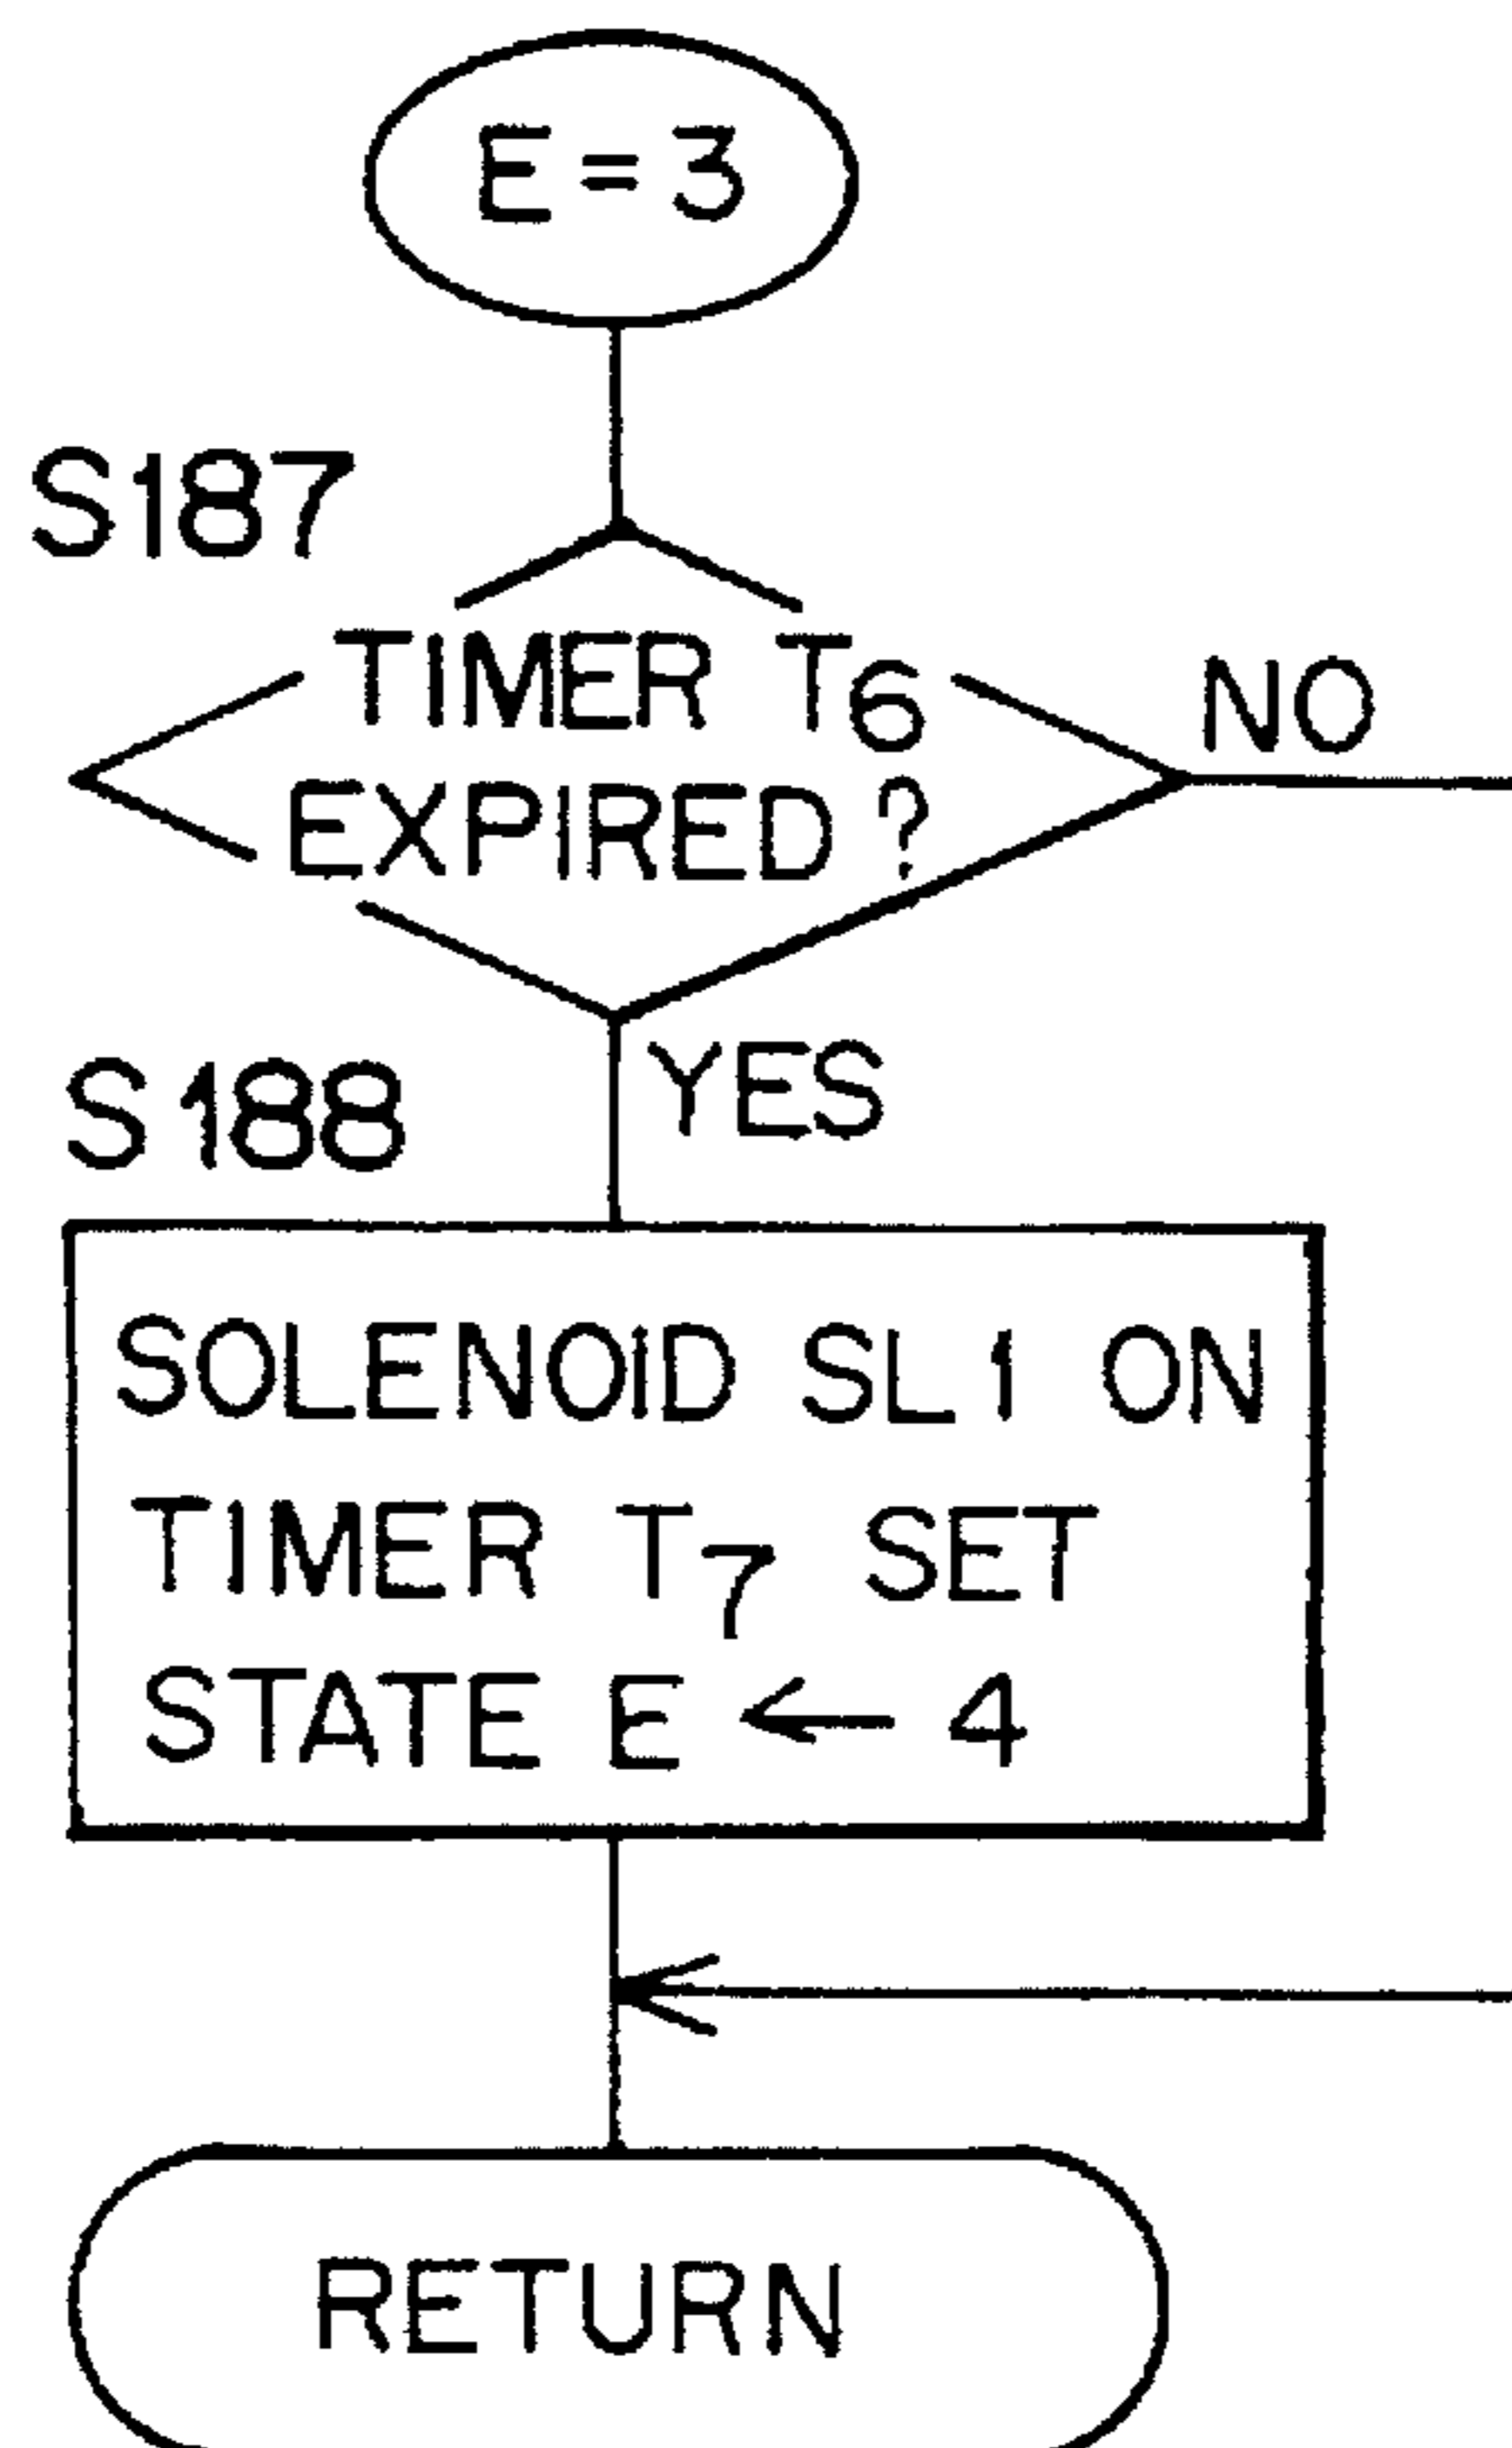 E=3
S187
TIMER T6
EXPIRED?
NO
YES
S188
SOLENOID SL1 ON
TIMER T7 SET
STATE E ← 4
RETURN